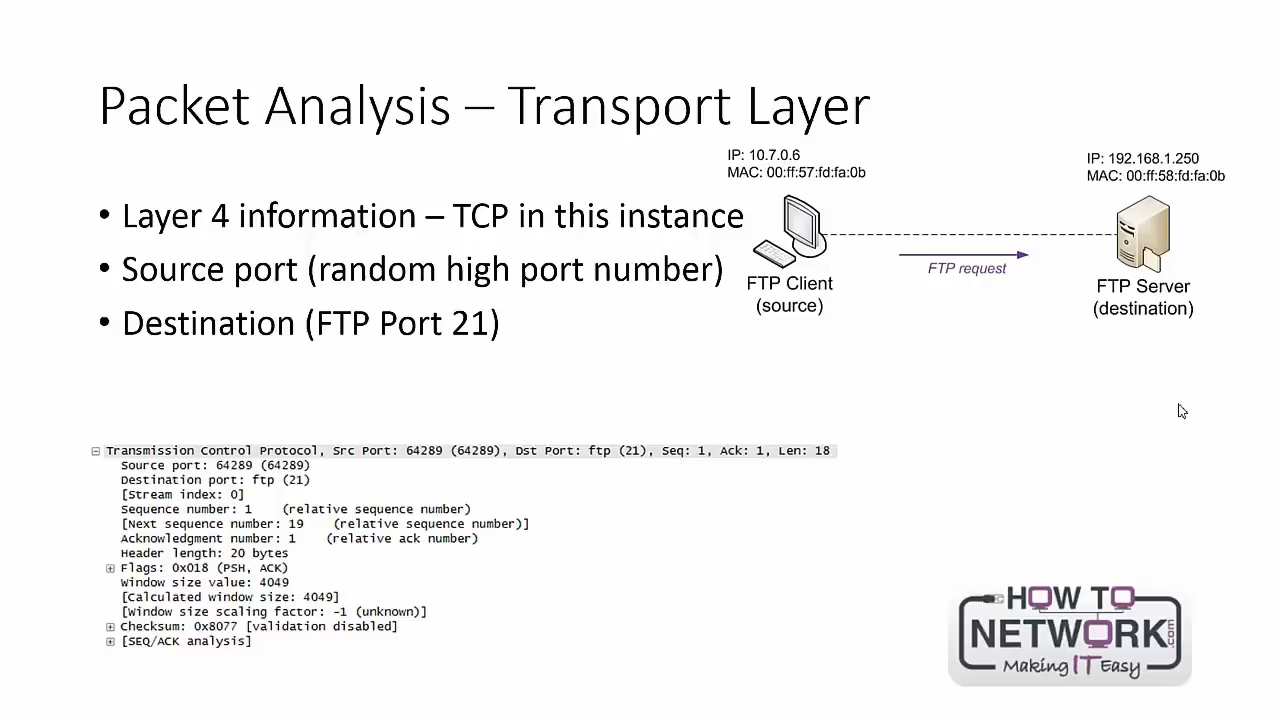 Packet Analysis – Transport Layer
IP: 10.7.0.6
MAC: 00:ff:57:fd:fa:0b
IP: 192.168.1.250
MAC: 00:ff:58:fd:fa:0b
• Layer 4 information – TCP in this instance
• Source port (random high port number)
• Destination (FTP Port 21)
FTP request
FTP Client
(source)
FTP Server
(destination)
Transmission Control Protocol, Src Port: 64289 (64289), Dst Port: ftp (21), Seq: 1, Ack: 1, Len: 18
Source port: 64289 (64289)
Destination port: ftp (21)
[Stream index: 0]
Sequence number: 1 (relative sequence number)
[Next sequence number: 19 (relative sequence number)]
Acknowledgment number: 1 (relative ack number)
Header length: 20 bytes
Flags: 0x018 (PSH, ACK)
Window size value: 4049
[Calculated window size: 4049]
[Window size scaling factor: -1 (unknown)]
Checksum: 0x8077 [validation disabled]
[SEQ/ACK analysis]
HOW TO
NETWORK.com
Making IT Easy